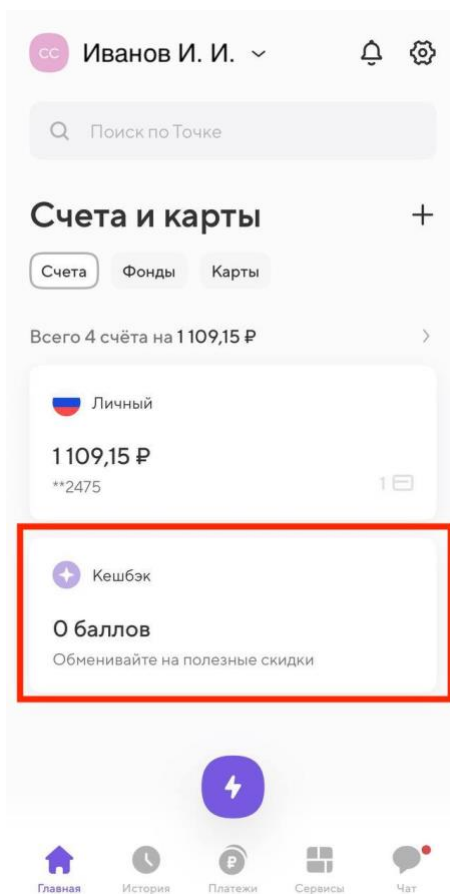 СС Иванов И. И.
Поиск по Точке
Счета и карты
Счета Фонды Карты
Всего 4 счёта на 1 109,15 ₽
Личный
1 109,15 ₽
**2475
1
Кешбэк
0 баллов
Обменивайте на полезные скидки
Главная История Платежи Сервисы Чат